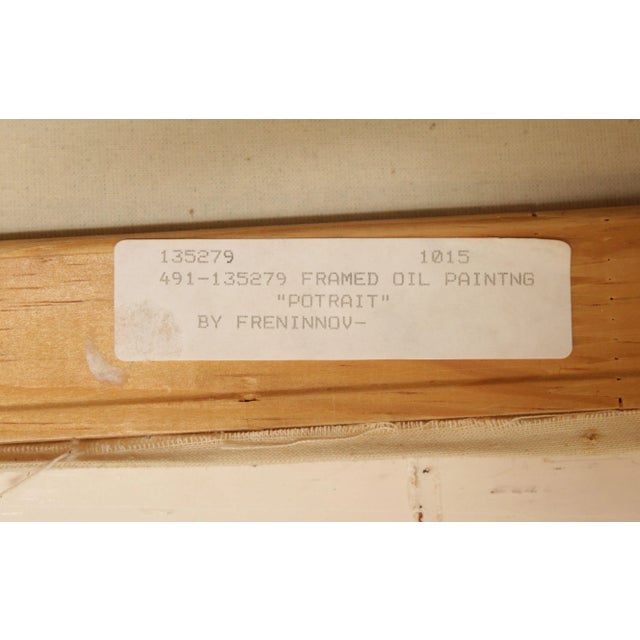 135279 1015
491-135279 FRAMED OIL PAINTNG
"POTRAIT"
BY FRENINNOV-